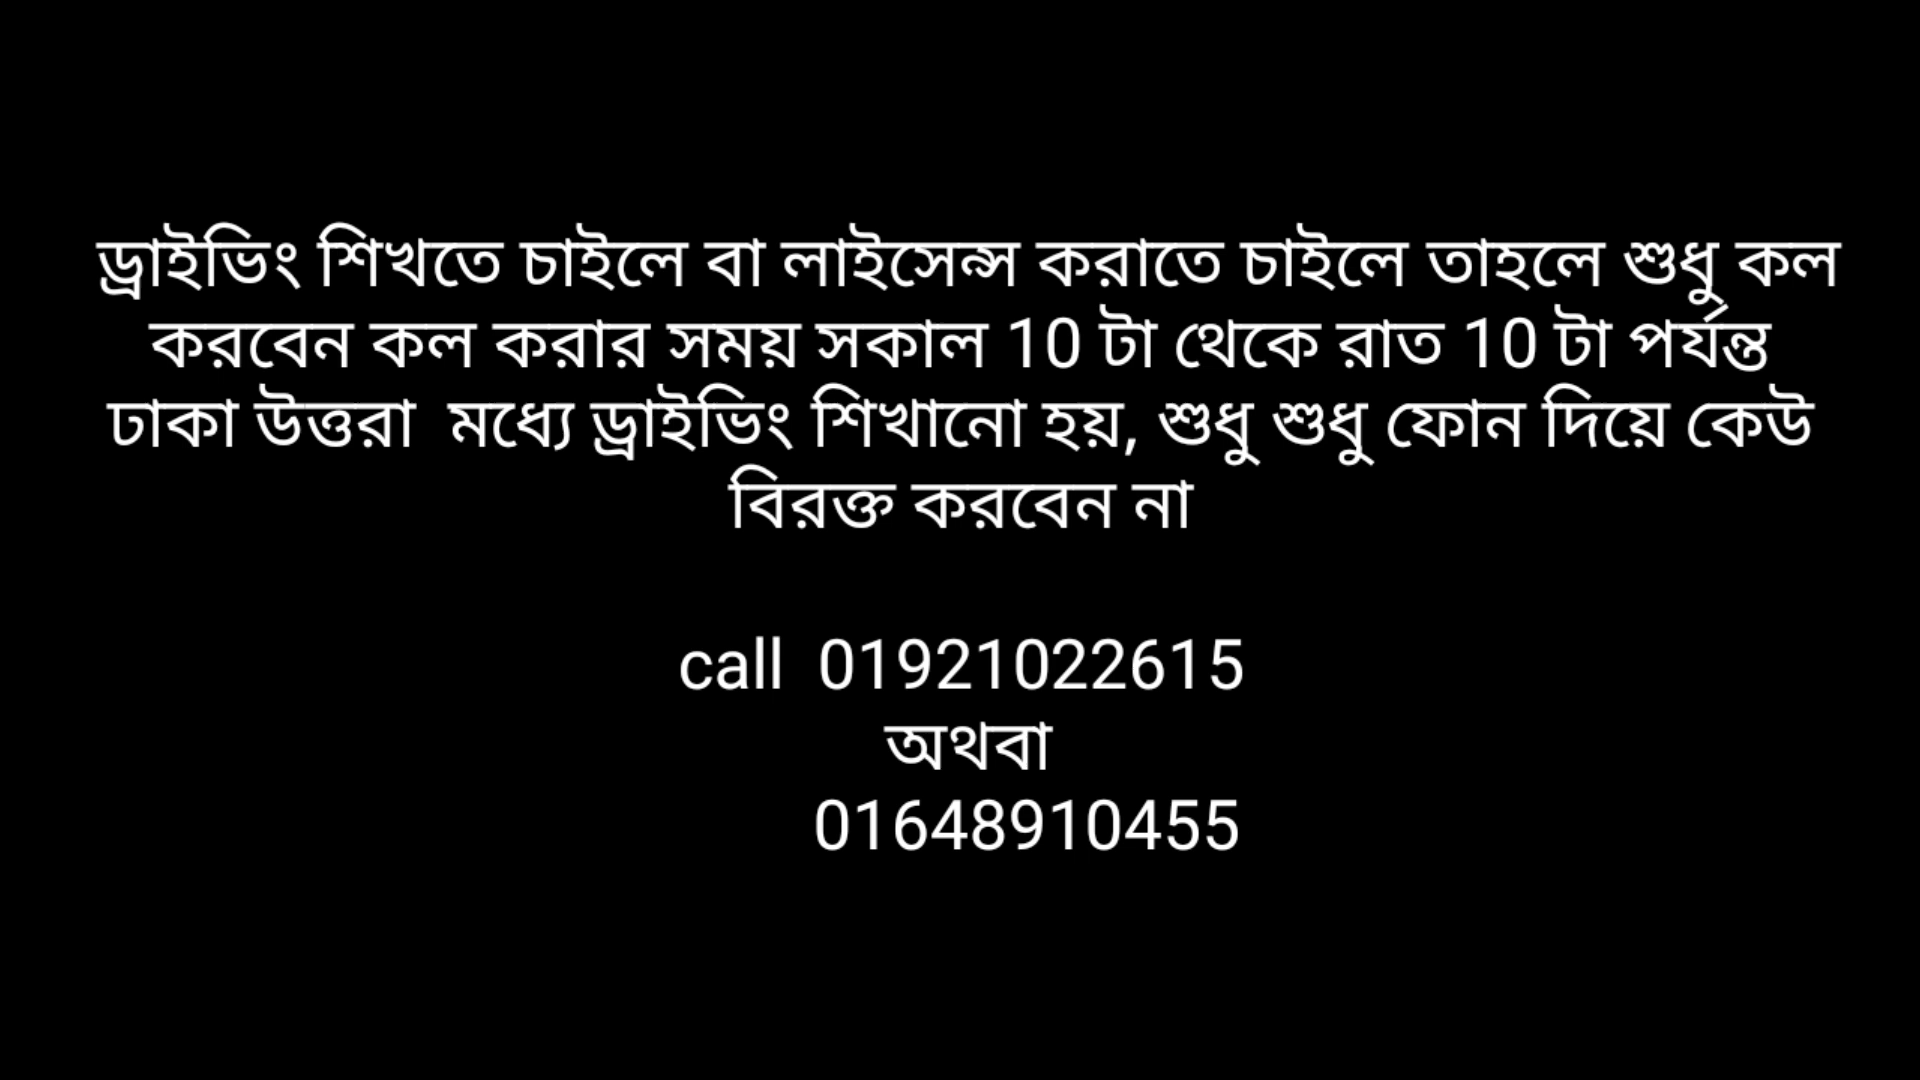 ড্রাইভিং শিখতে চাইলে বা লাইসেন্স করাতে চাইলে তাহলে শুধু কল
করবেন কল করার সময় সকাল 10 টা থেকে রাত 10 টা পর্যন্ত
ঢাকা উত্তরা মধ্যে ড্রাইভিং শিখানো হয়, শুধু শুধু ফোন দিয়ে কেউ
বিরক্ত করবেন না
call 01921022615
অথবা
01648910455